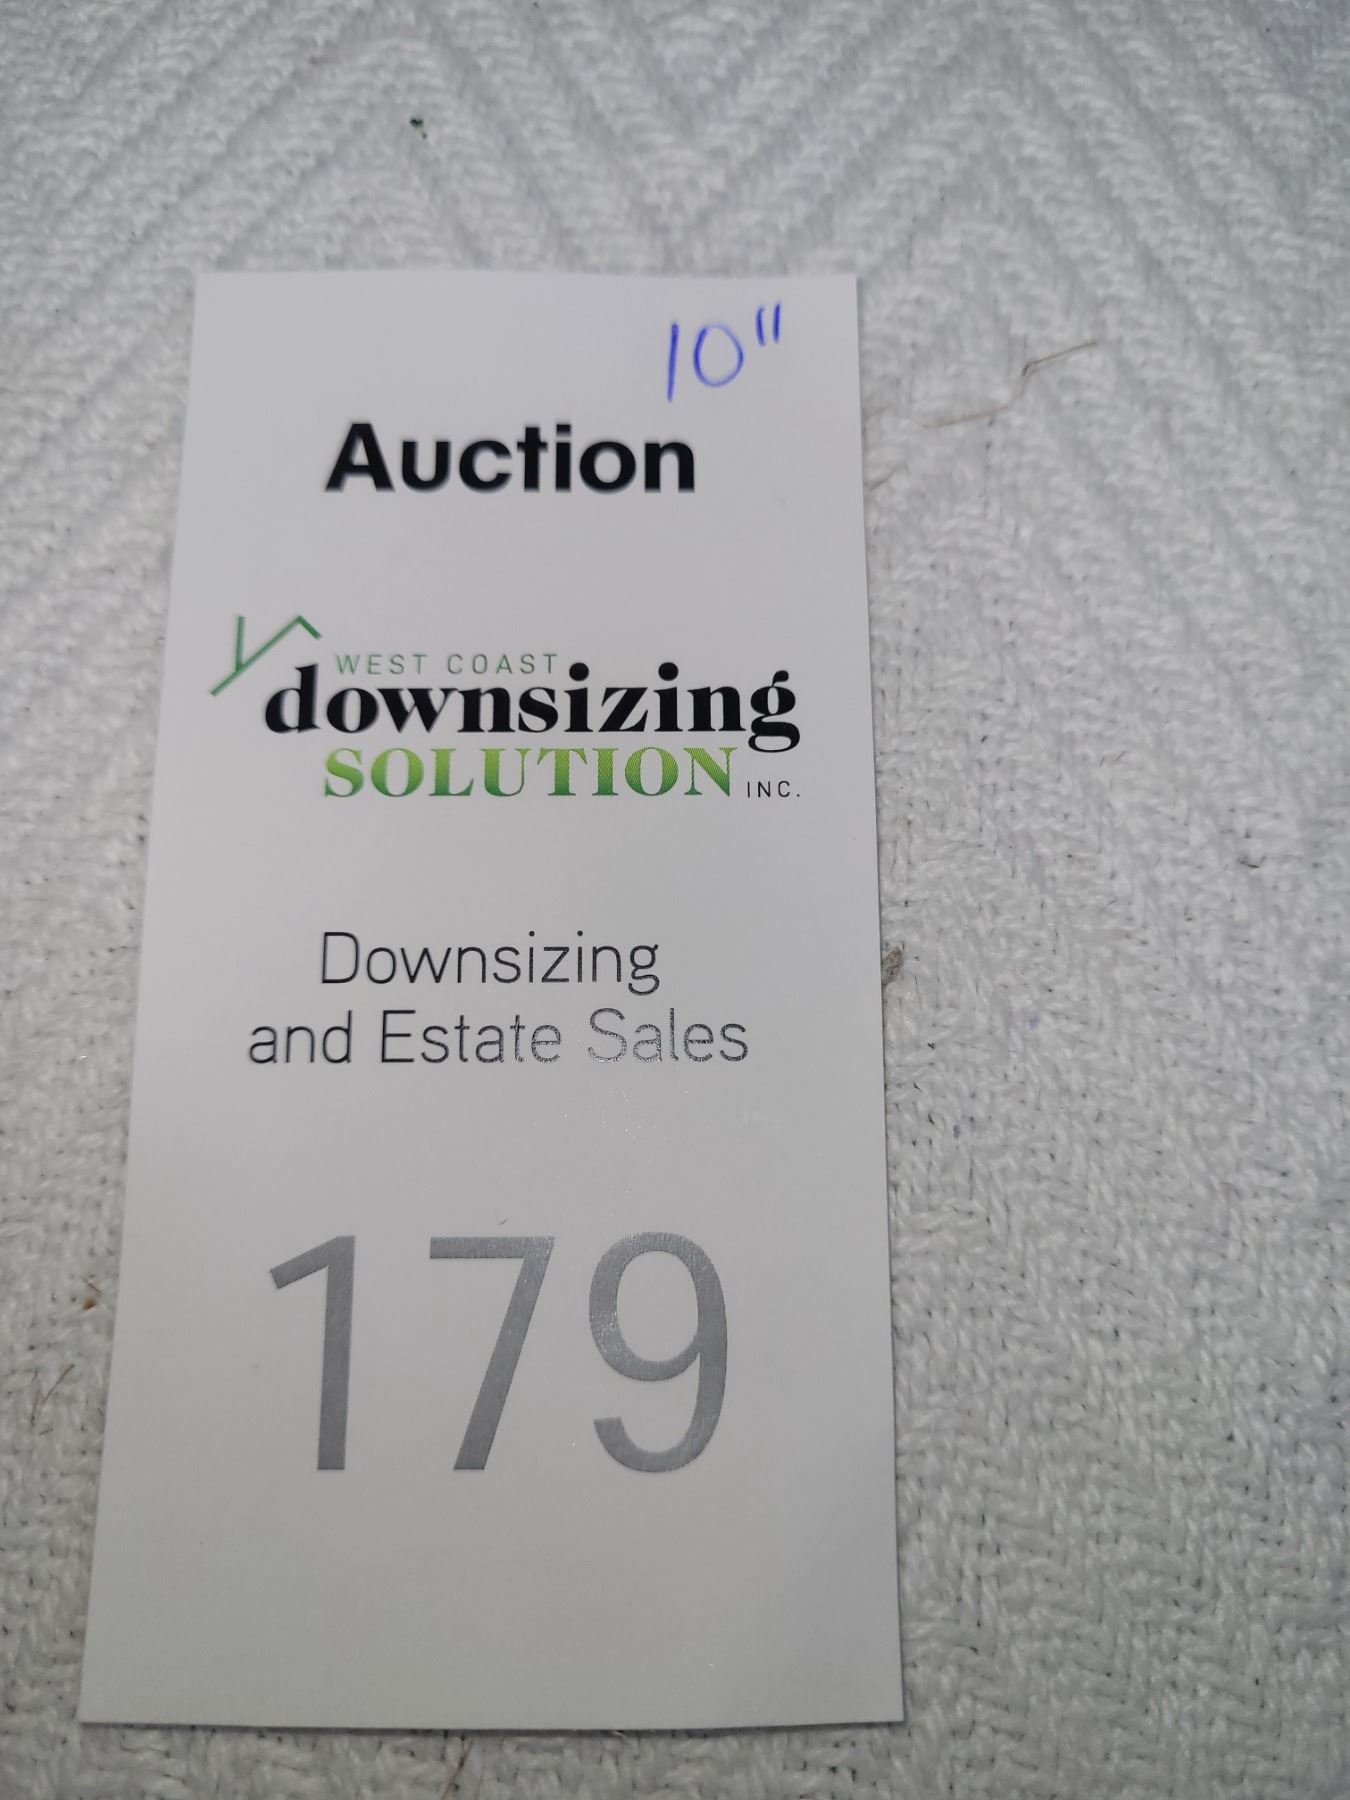 10"
Auction
WEST COAST
downsizing
SOLUTION INC.
Downsizing
and Estate Sales
179